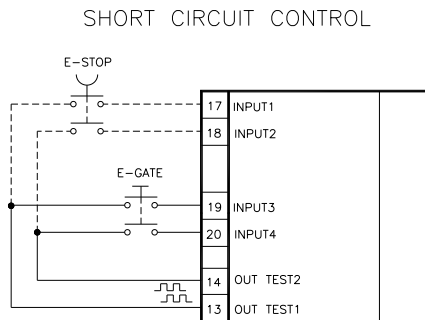 SHORT CIRCUIT CONTROL
E-STOP
17 INPUT1
18 INPUT2
E-GATE
19 INPUT3
20 INPUT4
14 OUT TEST2
13 OUT TEST1